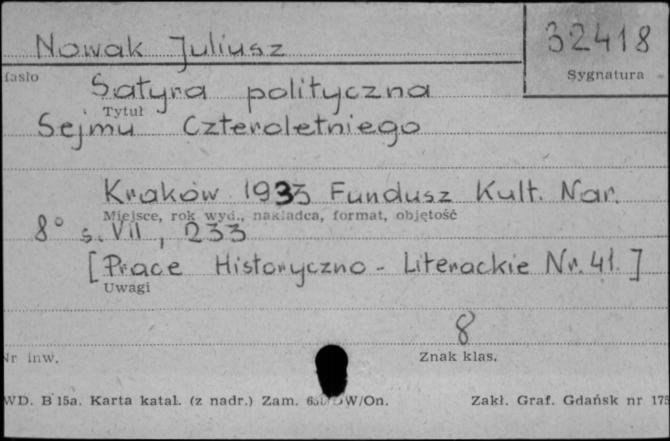 Nowak Juliusz
32418
Sygnatura
Hasło
Satyra polityczna
Tytuł
Sejmu Czteroletniego
Kraków 1933 Fundusz Kult. Nar.
Miejsce, rok wyd., nakładca, format, objętość
8° s. VII, 233
[Prace Historyczno - Literackie Nr. 41.]
Uwagi
8
Nr inw.
Znak klas.
WD. B 15a. Karta katal. (z nadr.) Zam. W/On.
Zakł. Graf. Gdańsk nr 175